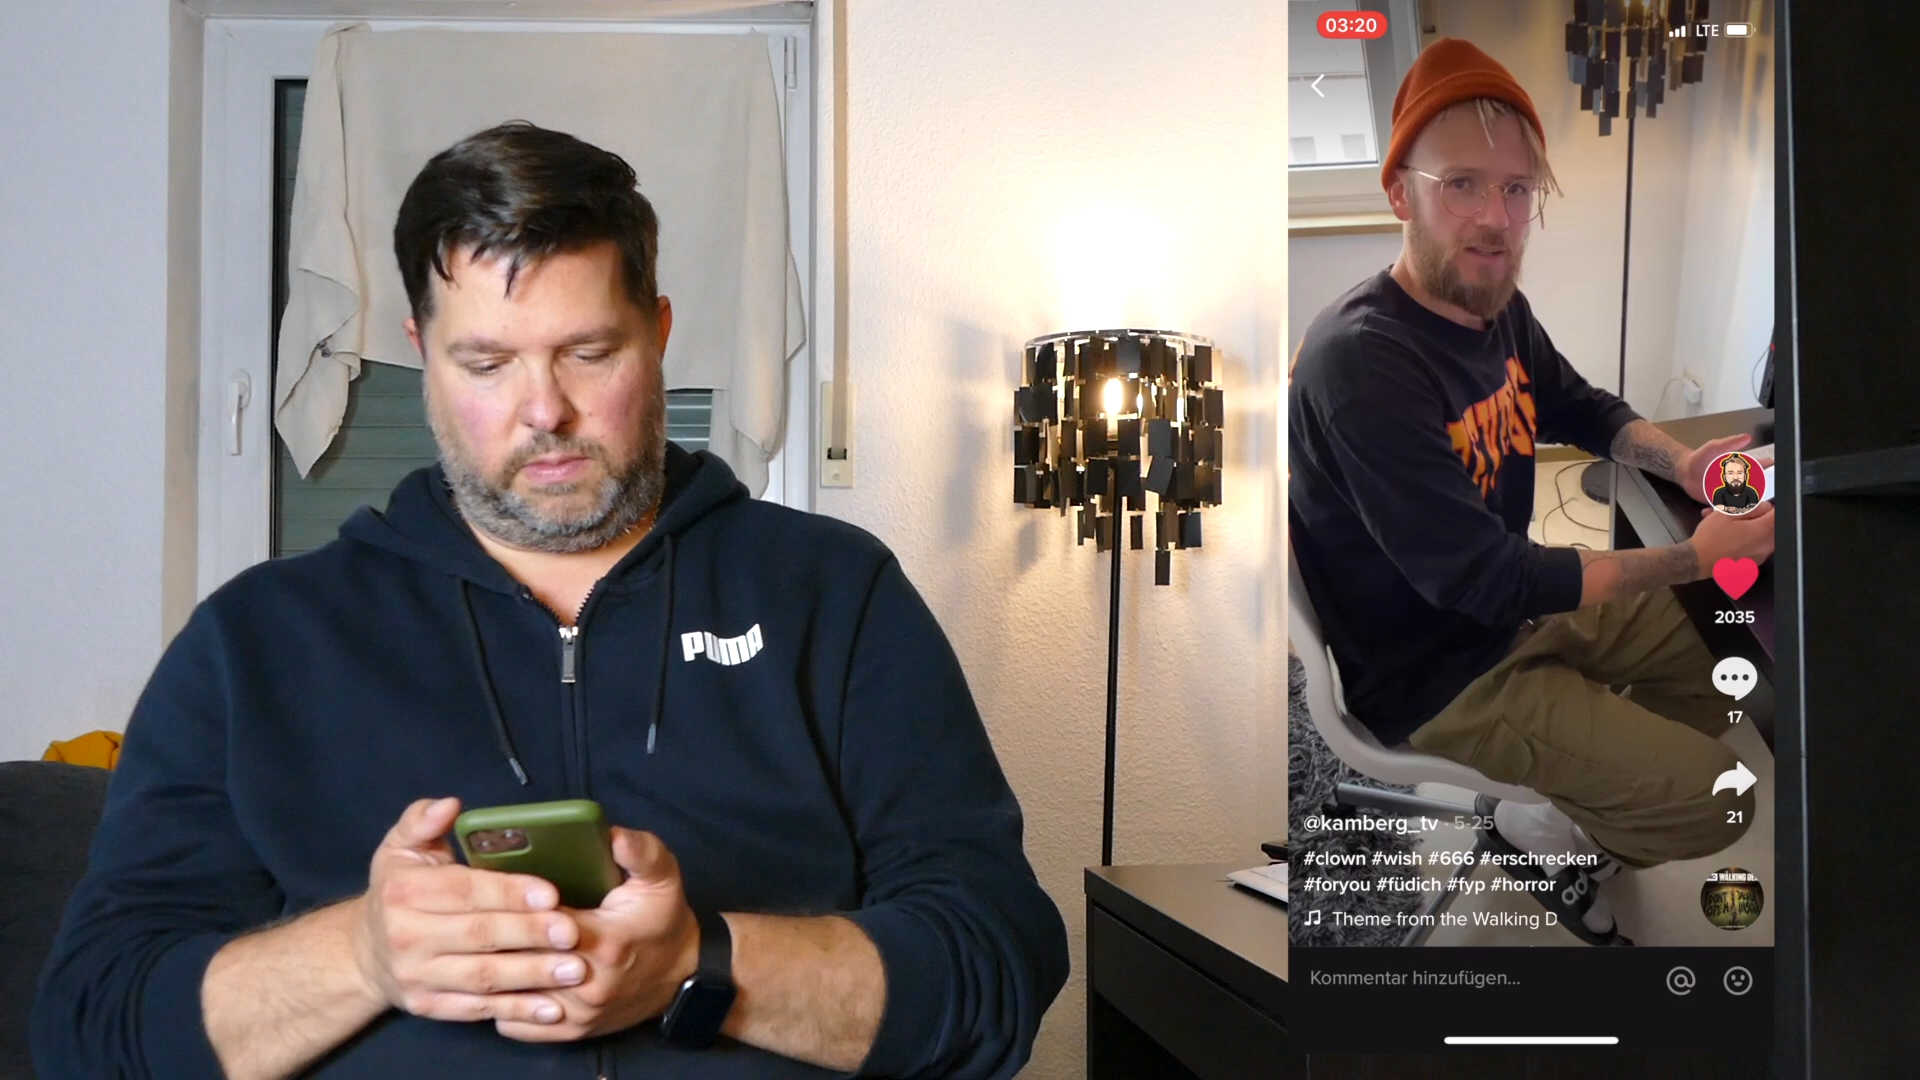 PUMA
03:20
LTE
2035
17
21
@kamberg_tv · 5-25
#clown #wish #666 #erschrecken
#foryou #füdich #fyp #horror
Theme from the Walking D
Kommentar hinzufügen...